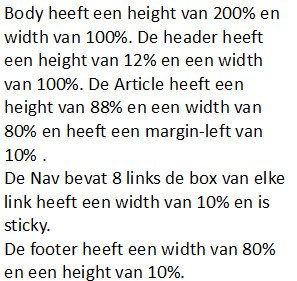 Body heeft een height van 200% en
width van 100%. De header heeft
een height van 12% en een width
van 100%. De Article heeft een
height van 88% en een width van
80% en heeft een margin-left van
10% .
De Nav bevat 8 links de box van elke
link heeft een width van 10% en is
sticky.
De footer heeft een width van 80%
en een height van 10%.